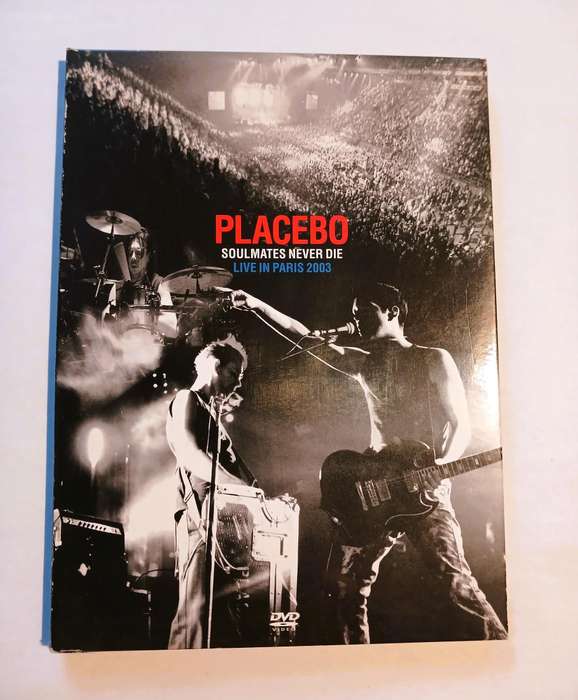 PLACEBO
SOULMATES NEVER DIE
LIVE IN PARIS 2003
DVD
VIDEO